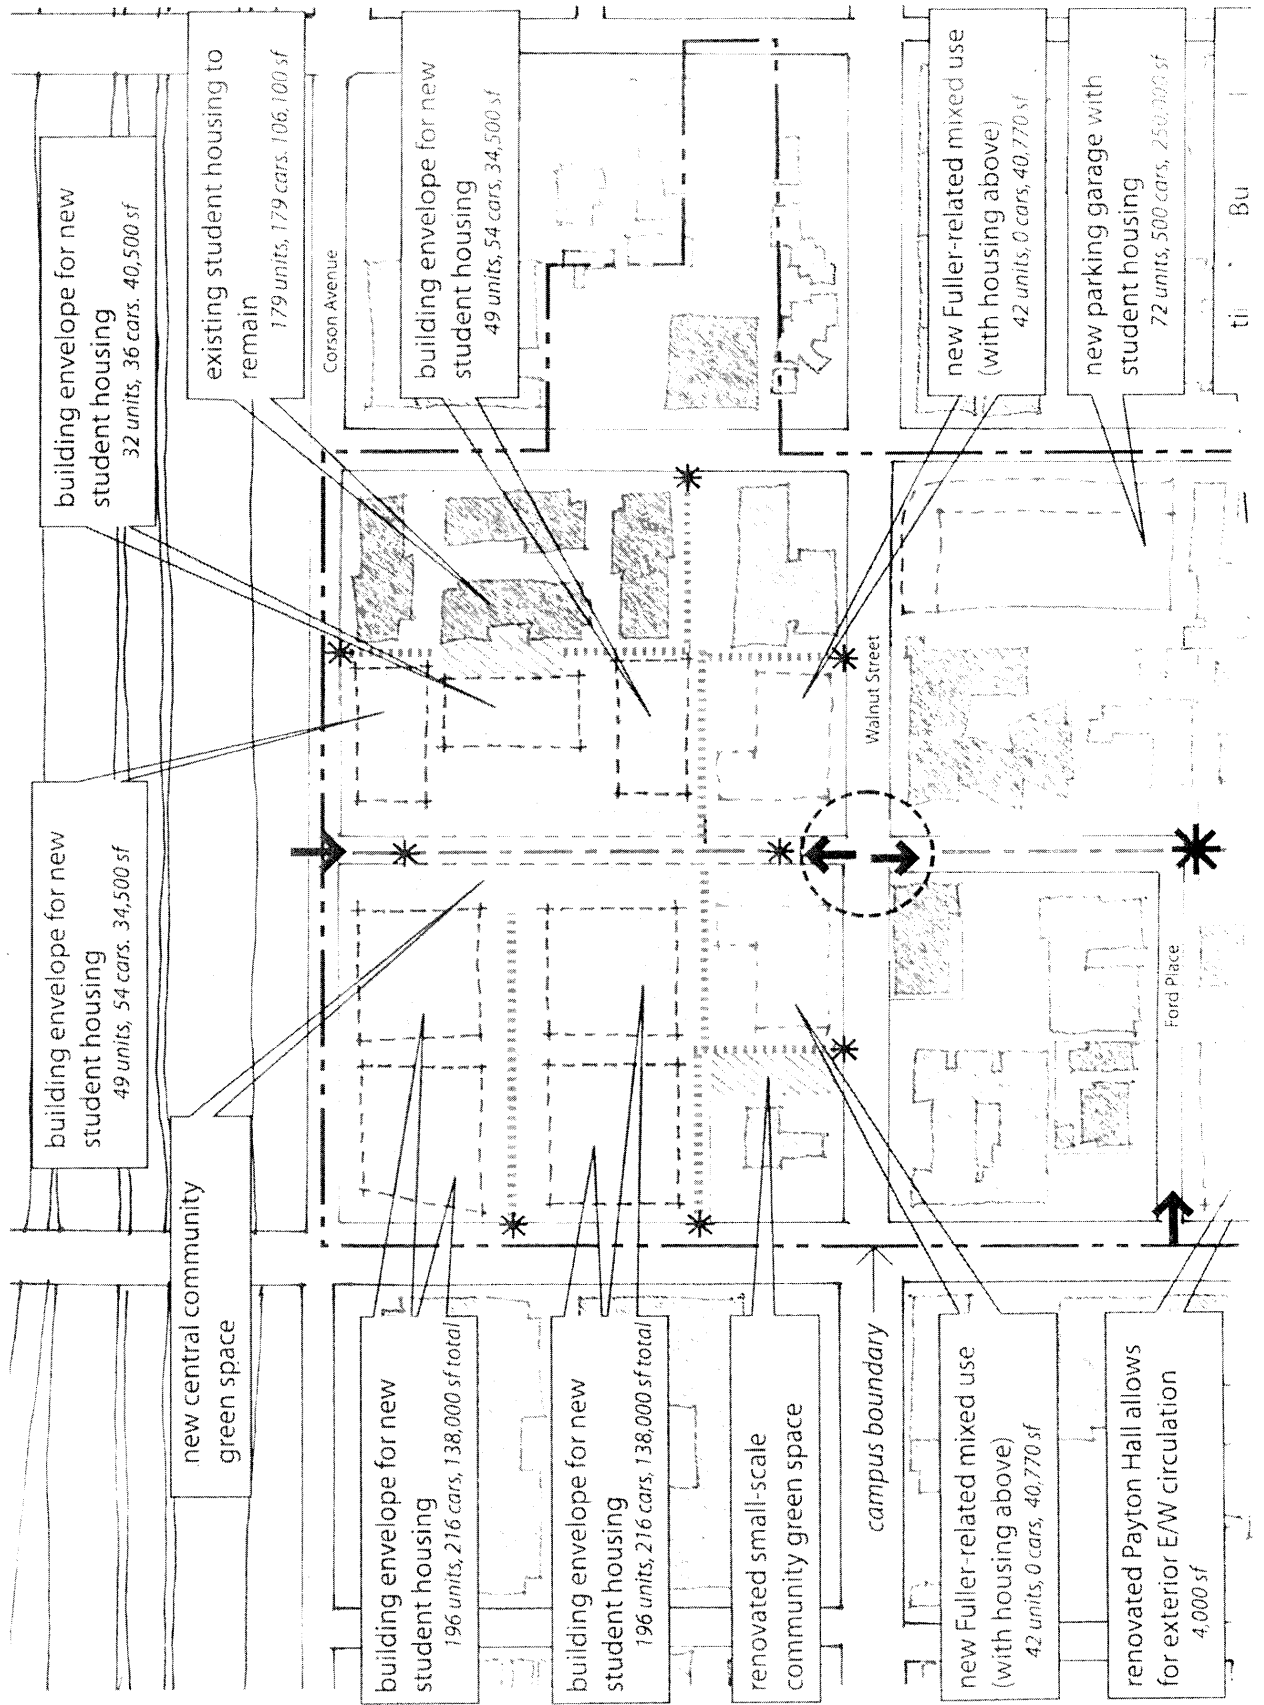 building envelope for new
student housing
49 units, 54 cars. 34,500 sf
building envelope for new
student housing
32 units, 36 cars. 40,500 sf
new central community
green space
existing student housing to
remain
179 units, 179 cars. 106,100 sf
Corson Avenue
building envelope for new
student housing
196 units, 216 cars, 138,000 sf total
building envelope for new
student housing
49 units, 54 cars, 34,500 sf
building envelope for new
student housing
196 units, 216 cars, 138,000 sf total
renovated small-scale
community green space
campus boundary
Walnut Street
new Fuller-related mixed use
(with housing above)
42 units, 0 cars, 40,770 sf
new Fuller-related mixed use
(with housing above)
42 units, 0 cars, 40,770 sf
renovated Payton Hall allows
for exterior E/W circulation
4,000 sf
Ford Place
new parking garage with
student housing
72 units, 500 cars, 250,000 sf